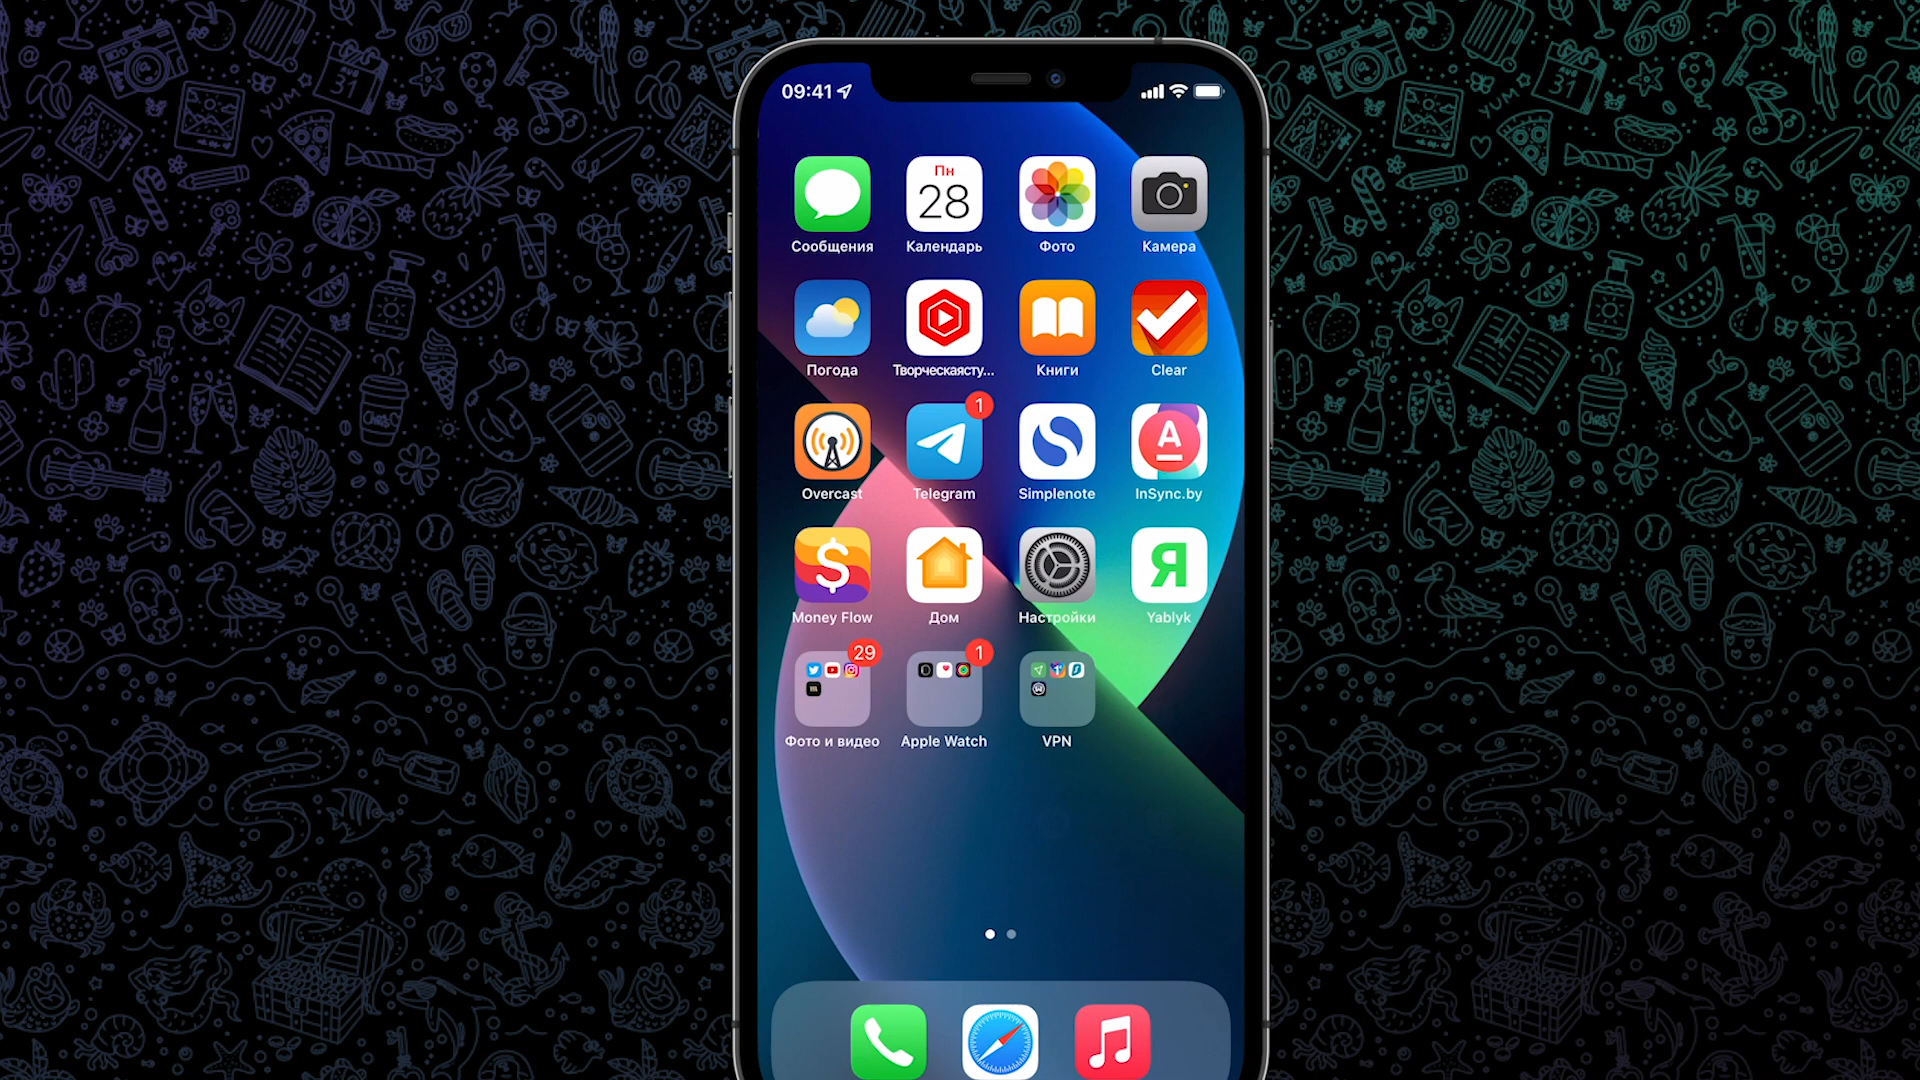 09:41
Пн
28
Сообщения
Календарь
Фото
Камера
Погода
Творческаясту...
Книги
Clear
1
A
Overcast
Telegram
Simplenote
InSync.by
$
Я
Money Flow
Дом
Настройки
Yablyk
29
1
Фото и видео
Apple Watch
VPN